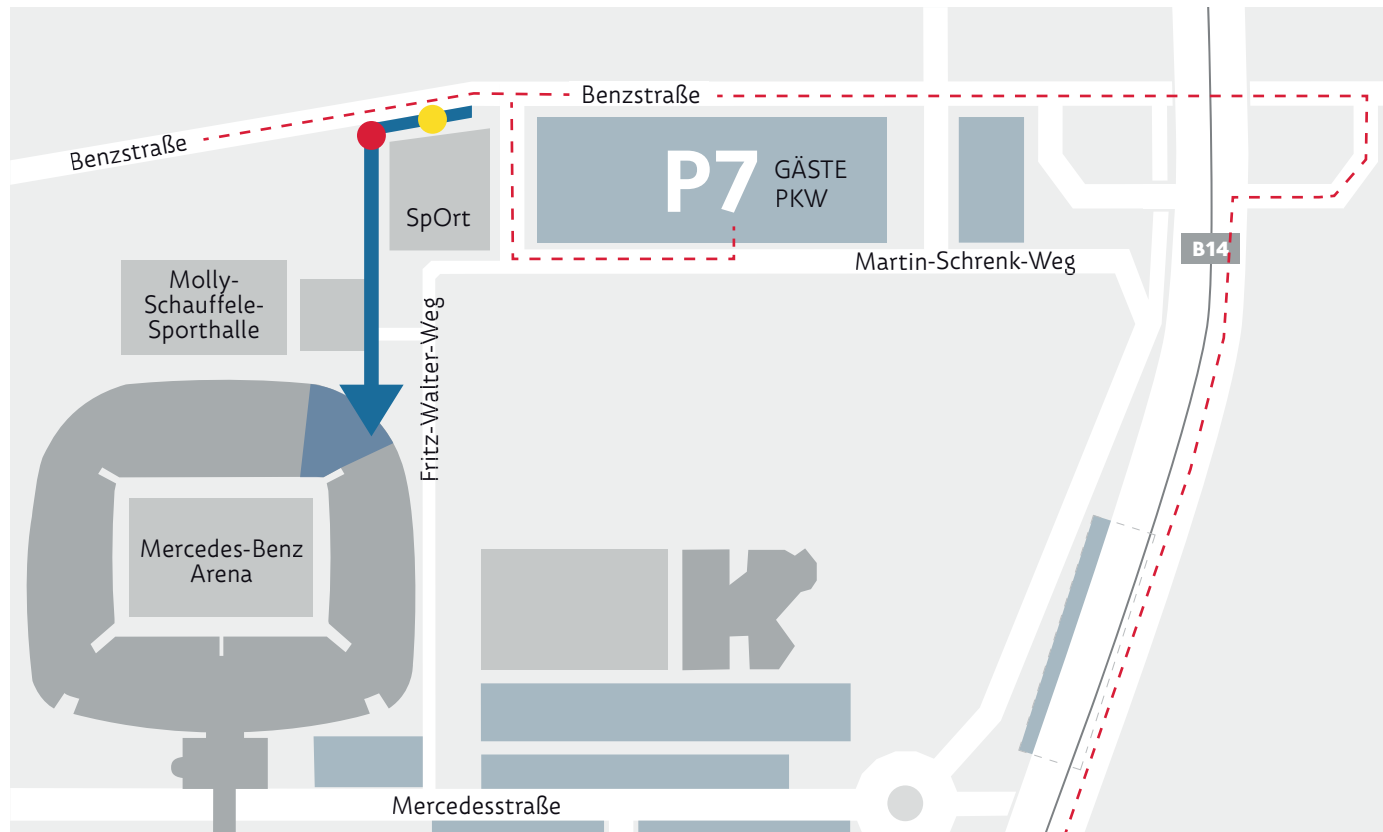 Benzstraße
Benzstraße
P7 GÄSTE
PKW
SpOrt
B14
Martin-Schrenk-Weg
Molly-
Schauffele-
Sporthalle
Fritz-Walter-Weg
Mercedes-Benz
Arena
Mercedesstraße